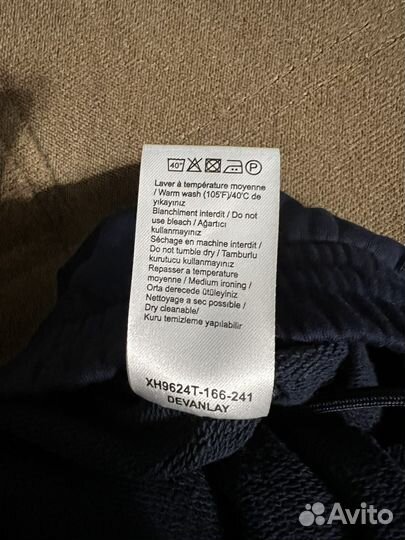 40°
P
Laver à température moyenne
/ Warm wash (105°F)/40°C de
yıkayınız
Blanchiment interdit / Do not
use bleach / Ağartıcı
kullanmayınız
Séchage en machine interdit /
Do not tumble dry / Tamburlu
kurutucu kullanmayınız
Repasser a temperature
moyenne / Medium ironing /
Orta derecede ütüleyiniz
Nettoyage a sec possible /
Dry cleanable/
Kuru temizleme yapılabilir
XH9624T-166-241
DEVANLAY
Avito